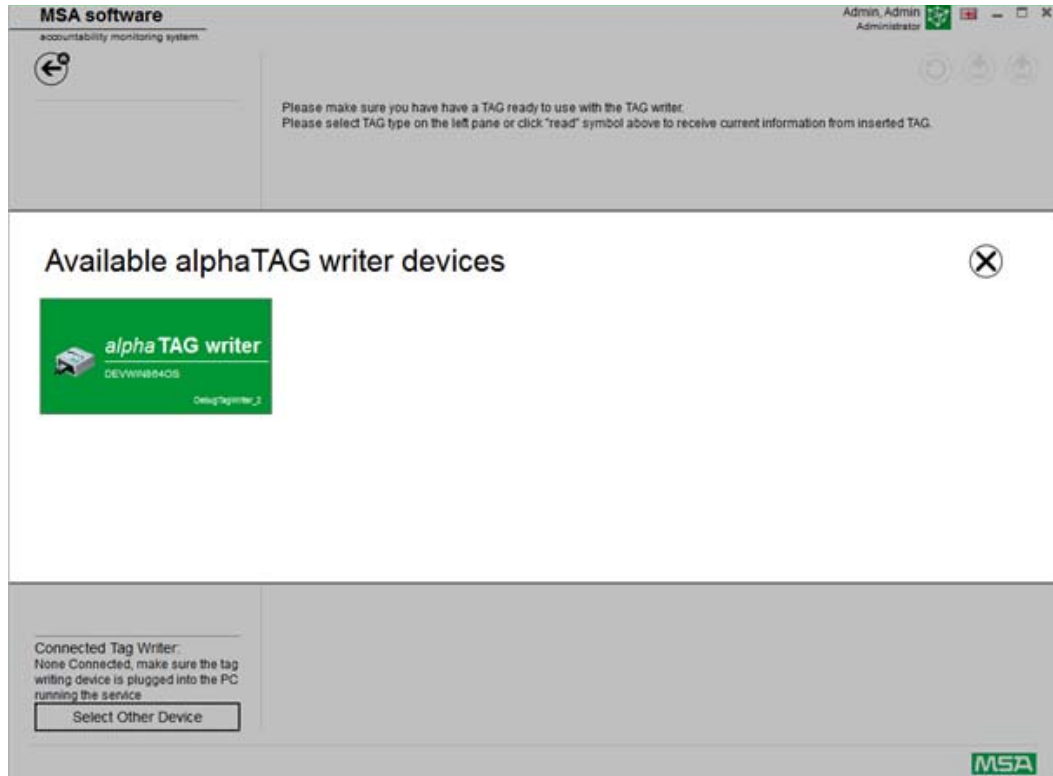 MSA software
accountability monitoring system
Admin, Admin
Administrator
Please make sure you have have a TAG ready to use with the TAG writer.
Please select TAG type on the left pane or click "read" symbol above to receive current information from inserted TAG.
Available alphaTAG writer devices
alpha TAG writer
DebugTagWriter_2
Connected Tag Writer:
None Connected, make sure the tag
writing device is plugged into the PC
running the service
Select Other Device
MSA